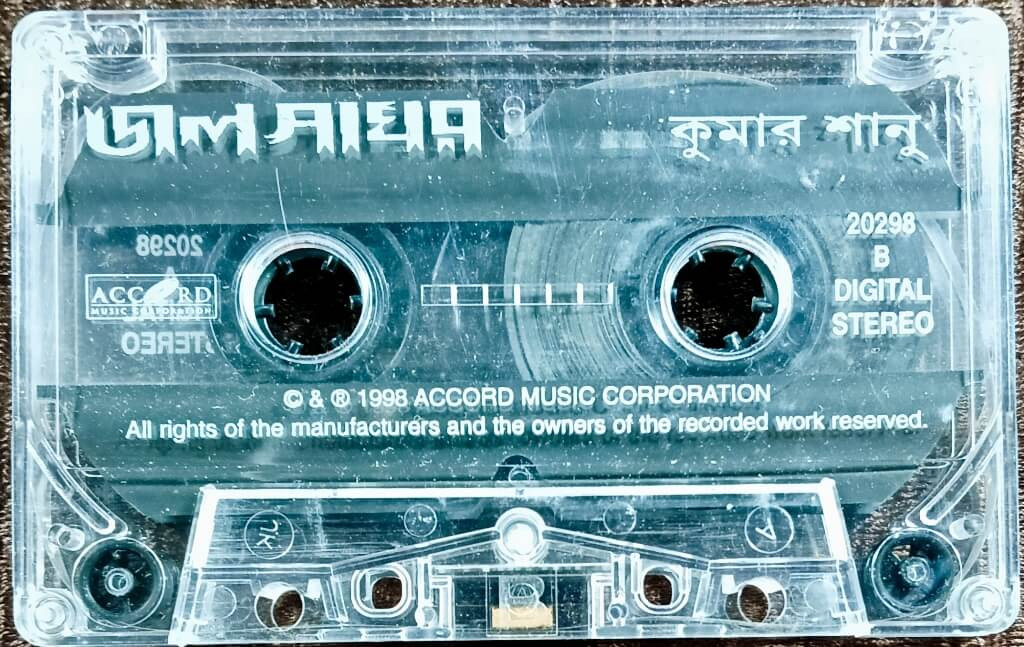 জলসাঘর
কুমার শানু
20298
B
DIGITAL
STEREO
20298
A
ACCORD
MUSIC CORPORATION
STEREO
© & ® 1998 ACCORD MUSIC CORPORATION
All rights of the manufacturers and the owners of the recorded work reserved.